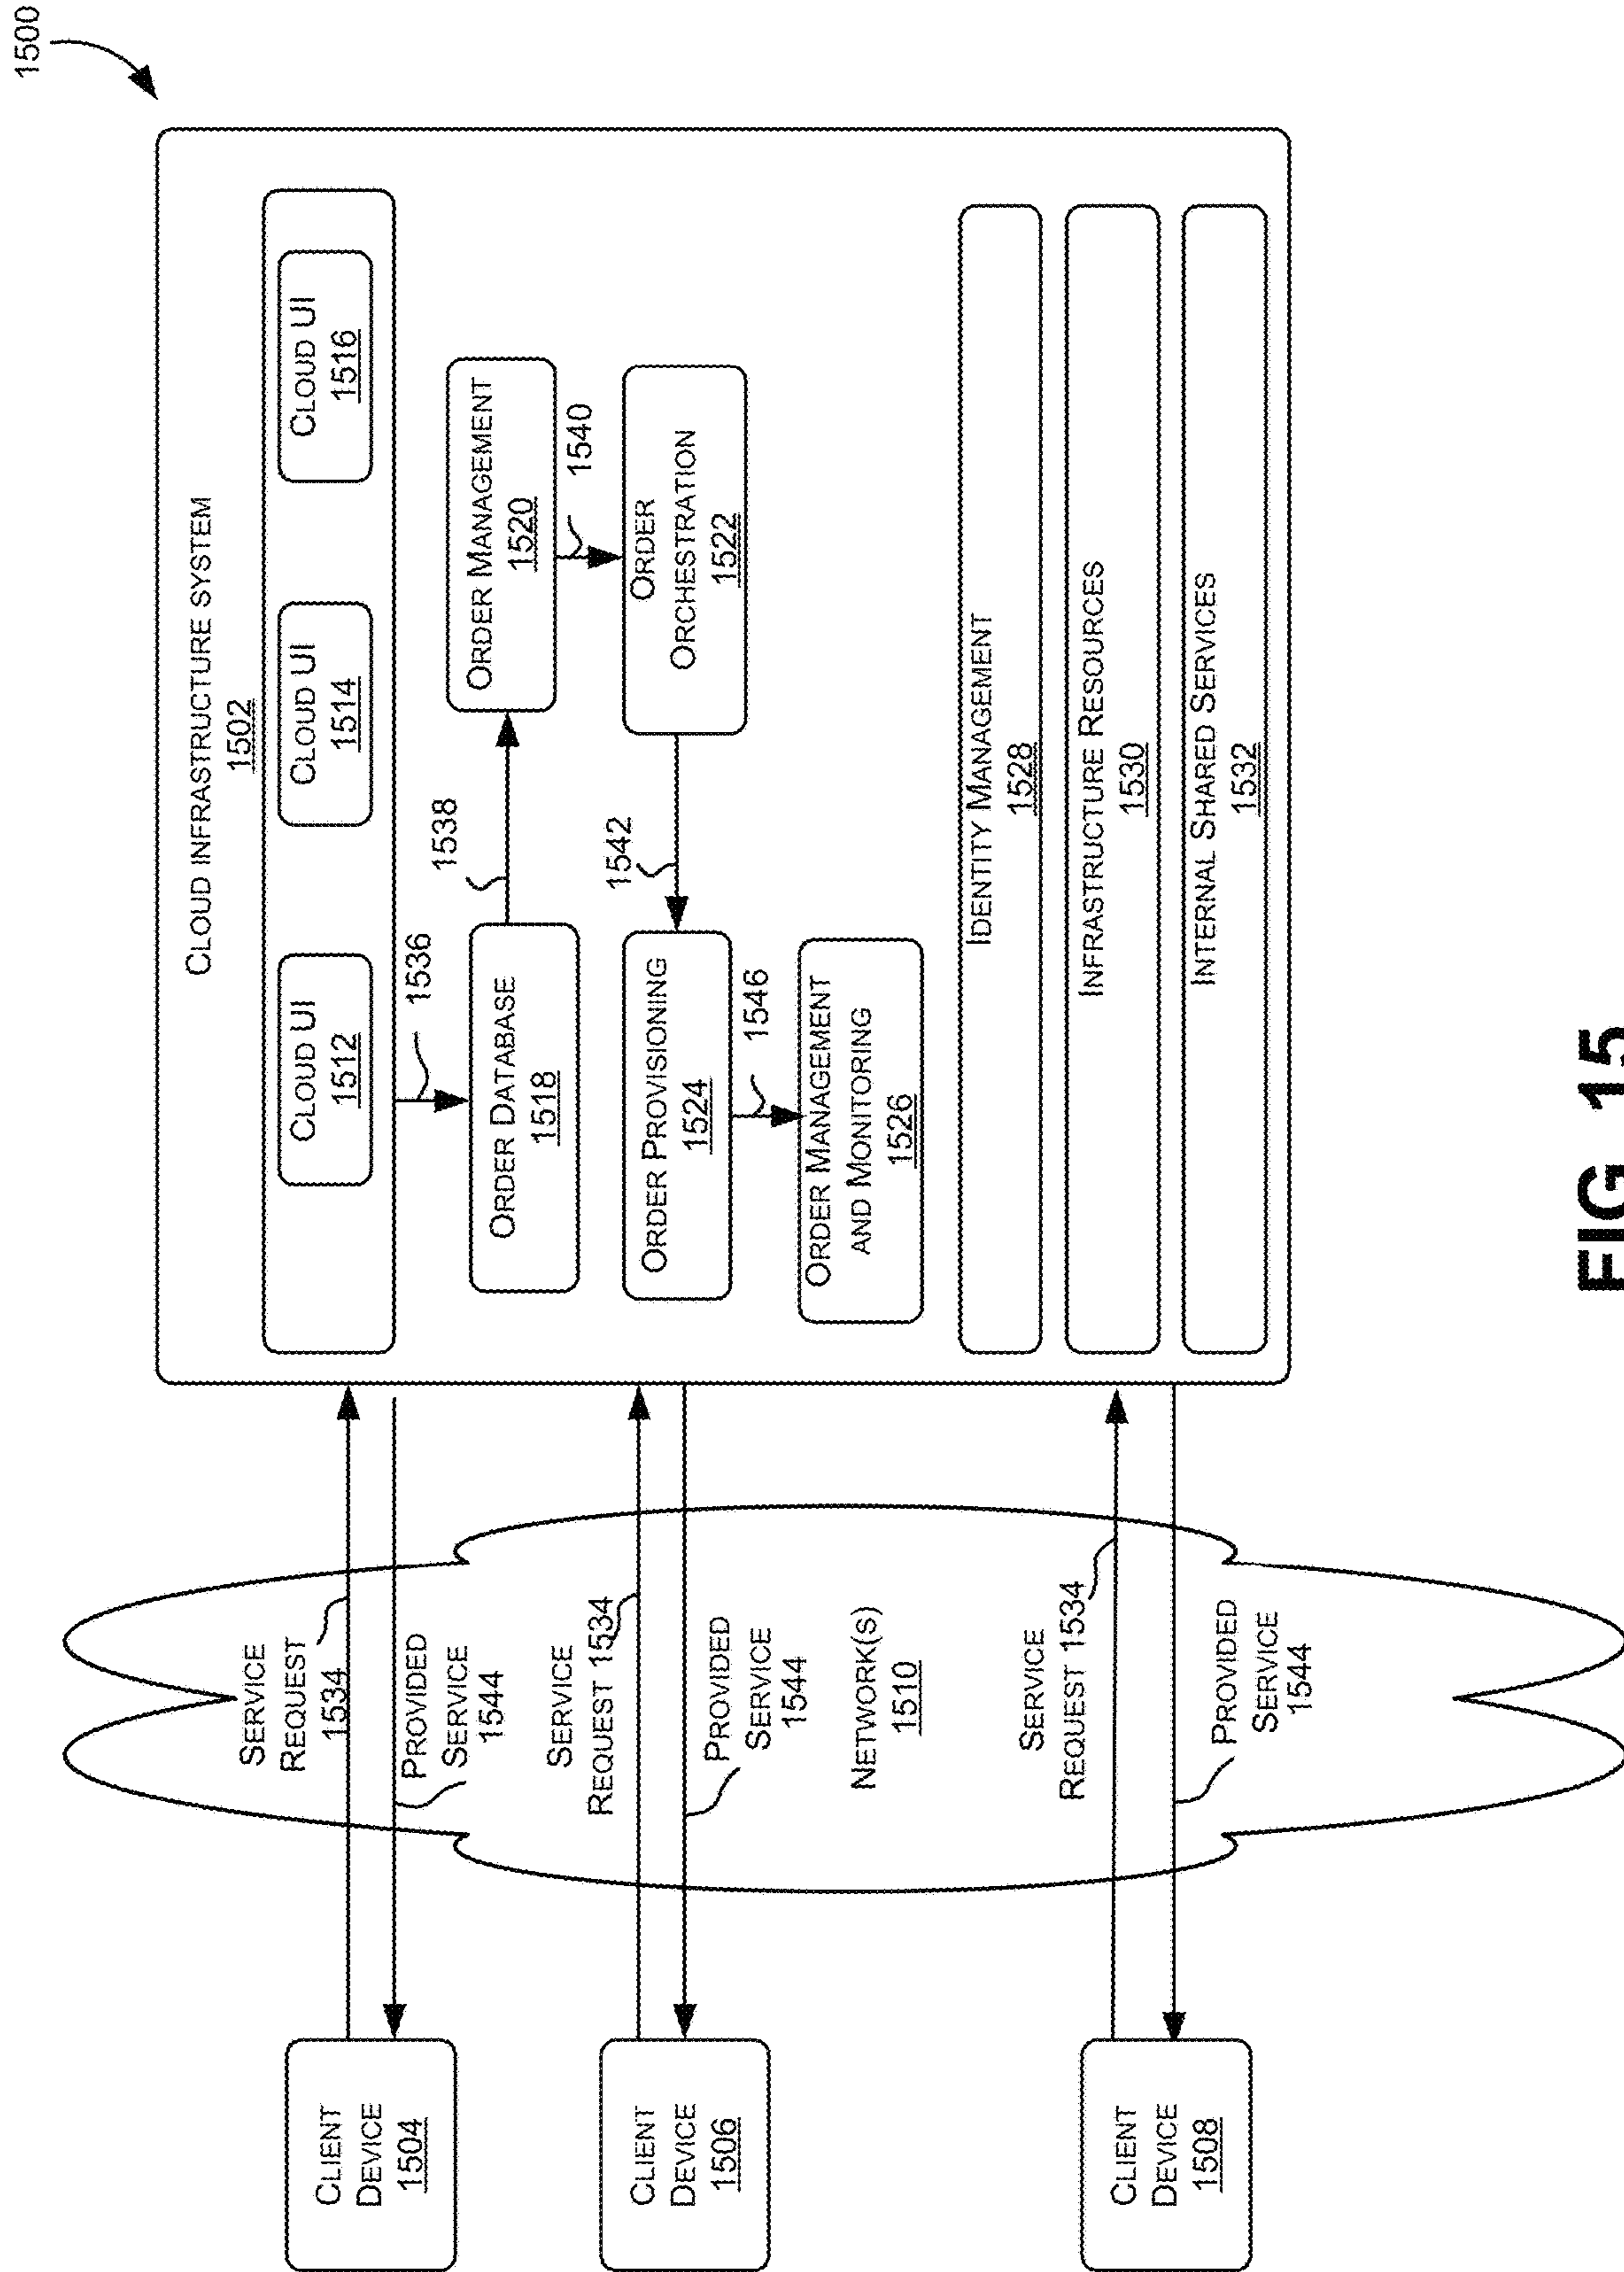 1500
CLOUD INFRASTRUCTURE SYSTEM
1502
CLOUD UI
1512
CLOUD UI
1514
CLOUD UI
1516
1536
ORDER DATABASE
1518
1538
ORDER MANAGEMENT
1520
1540
ORDER
ORCHESTRATION
1522
1542
ORDER PROVISIONING
1524
1546
ORDER MANAGEMENT
AND MONITORING
1526
IDENTITY MANAGEMENT
1528
INFRASTRUCTURE RESOURCES
1530
INTERNAL SHARED SERVICES
1532
CLIENT
DEVICE
1504
SERVICE
REQUEST
1534
PROVIDED
SERVICE
1544
CLIENT
DEVICE
1506
SERVICE
REQUEST 1534
PROVIDED
SERVICE
1544
NETWORK(S)
1510
CLIENT
DEVICE
1508
SERVICE
REQUEST 1534
PROVIDED
SERVICE
1544
FIG. 15